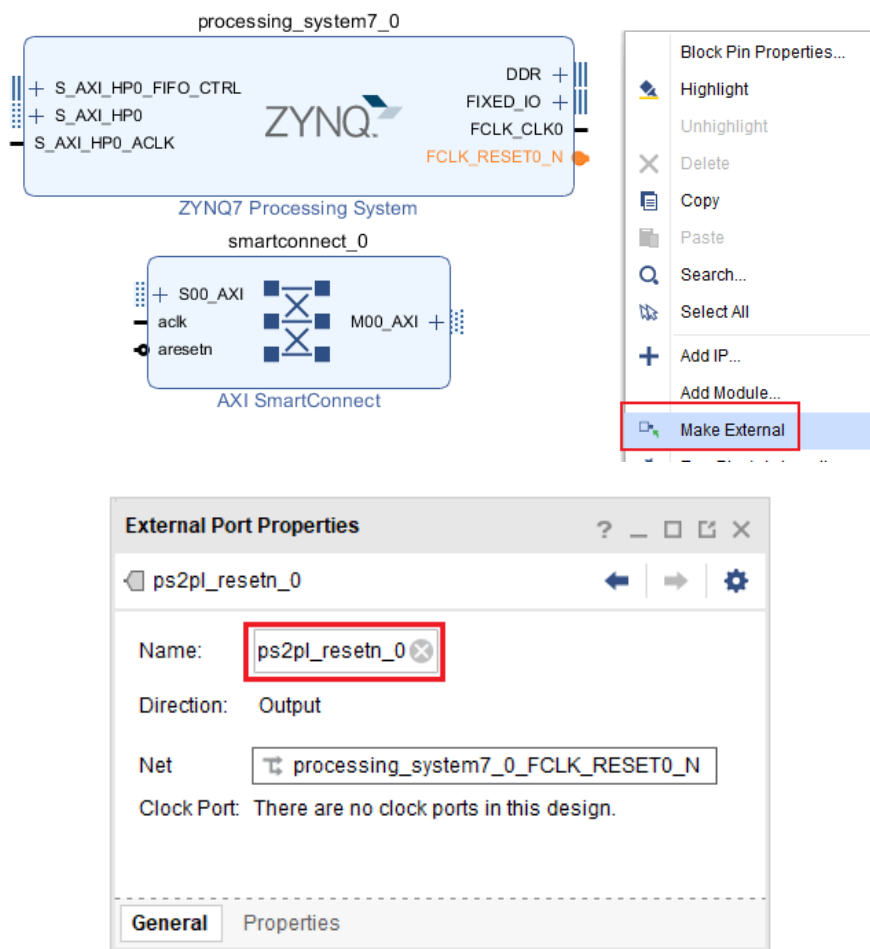 processing_system7_0
S_AXI_HP0_FIFO_CTRL
S_AXI_HP0
S_AXI_HP0_ACLK
ZYNQ
DDR
FIXED_IO
FCLK_CLK0
FCLK_RESET0_N
ZYNQ7 Processing System
smartconnect_0
S00_AXI
aclk
aresetn
M00_AXI
AXI SmartConnect
Block Pin Properties...
Highlight
Unhighlight
Delete
Copy
Paste
Search...
Select All
Add IP...
Add Module...
Make External
External Port Properties
ps2pl_resetn_0
Name: ps2pl_resetn_0
Direction: Output
Net processing_system7_0_FCLK_RESET0_N
Clock Port: There are no clock ports in this design.
General Properties